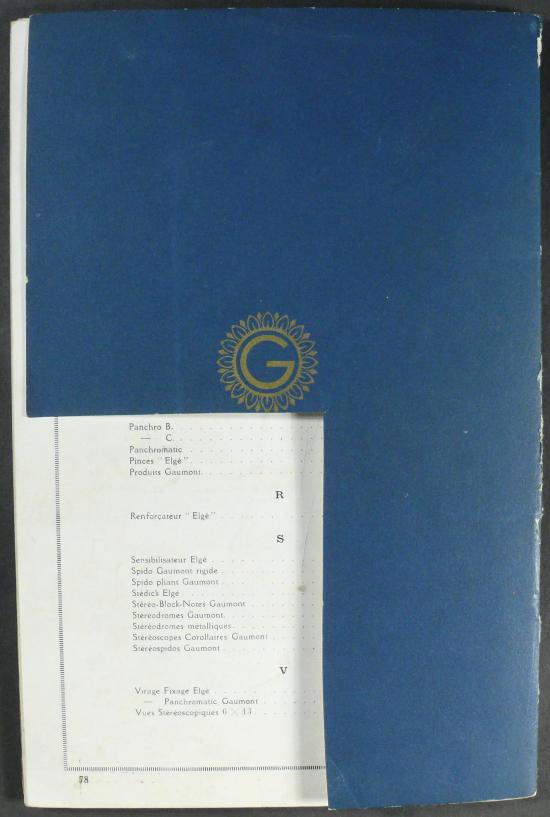 G
Panchro B.
— C.
Panchromatic
Pinces "Elgé"
Produits Gaumont.
R
Renforçateur "Elgé"
S
Sensibilisateur Elgé
Spido Gaumont rigide
Spido pliant Gaumont
Stédick Elgé
Stéréo-Block-Notes Gaumont
Stéréodromes Gaumont.
Stéréodromes métalliques.
Stéréoscopes Corollaires Gaumont
Stéréospidos Gaumont
V
Virage Fixage Elgé
— Panchromatic Gaumont
Vues Stéréoscopiques 6 × 13
78